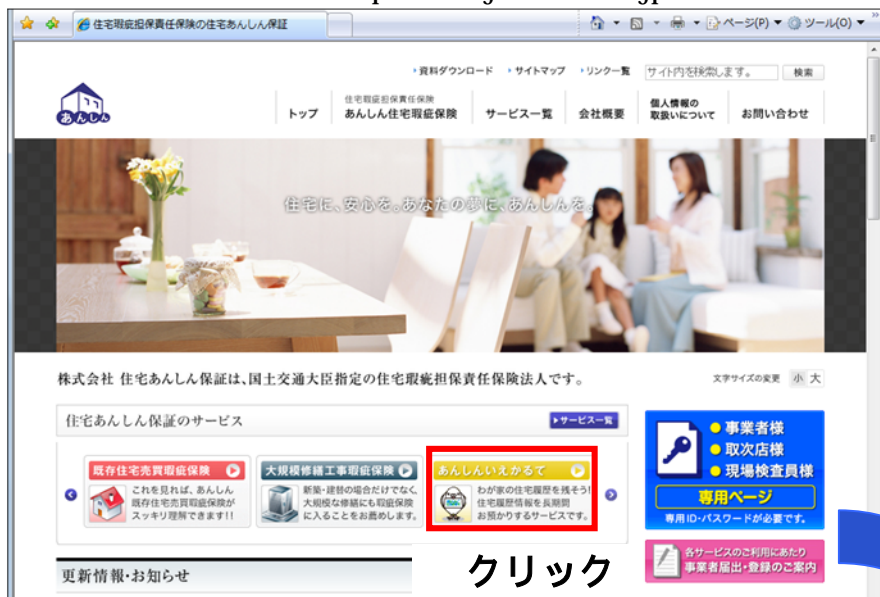 住宅瑕疵担保責任保険の住宅あんしん保証
ページ(P)
ツール(O)
資料ダウンロード
サイトマップ
リンク一覧
サイト内を検索します。
検索
あんしん
トップ
住宅瑕疵担保責任保険
あんしん住宅瑕疵保険
サービス一覧
会社概要
個人情報の
取扱いについて
お問い合わせ
住宅に、安心を。あなたの夢に、あんしんを。
株式会社 住宅あんしん保証は、国土交通大臣指定の住宅瑕疵担保責任保険法人です。
文字サイズの変更 小 大
住宅あんしん保証のサービス
サービス一覧
既存住宅売買瑕疵保険
これを見れば、あんしん
既存住宅売買瑕疵保険が
スッキリ理解できます!!
大規模修繕工事瑕疵保険
新築・建替の場合だけでなく、
大規模な修繕にも瑕疵保険
に入ることをお薦めします。
あんしんいえかるて
わが家の住宅履歴を残そう!
住宅履歴情報を長期間
お預かりするサービスです。
事業者様
取次店様
現場検査員様
専用ページ
専用ID・パスワードが必要です。
各サービスのご利用にあたり
事業者届出・登録のご案内
更新情報・お知らせ
クリック